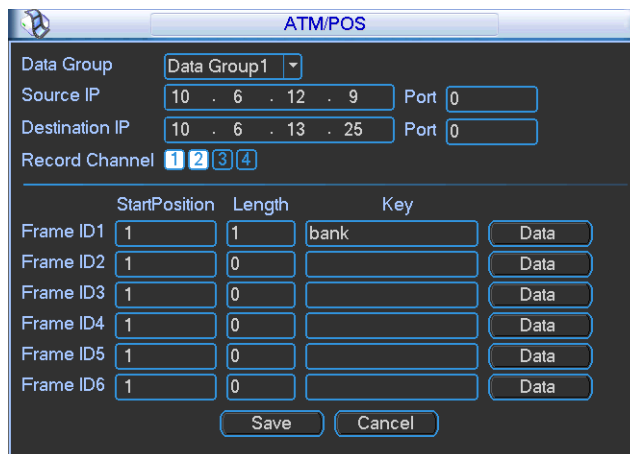 ATM/POS
Data Group Data Group1
Source IP 10 . 6 . 12 . 9 Port 0
Destination IP 10 . 6 . 13 . 25 Port 0
Record Channel 1 2 3 4
StartPosition Length Key
Frame ID1 1 1 bank Data
Frame ID2 1 0 Data
Frame ID3 1 0 Data
Frame ID4 1 0 Data
Frame ID5 1 0 Data
Frame ID6 1 0 Data
Save Cancel